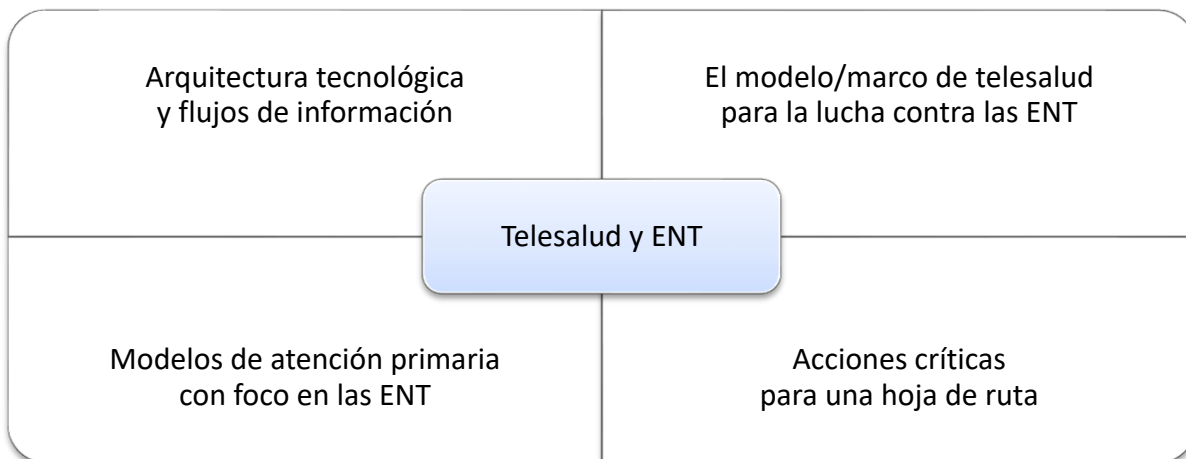 Arquitectura tecnológica
y flujos de información
El modelo/marco de telesalud
para la lucha contra las ENT
Telesalud y ENT
Modelos de atención primaria
con foco en las ENT
Acciones críticas
para una hoja de ruta